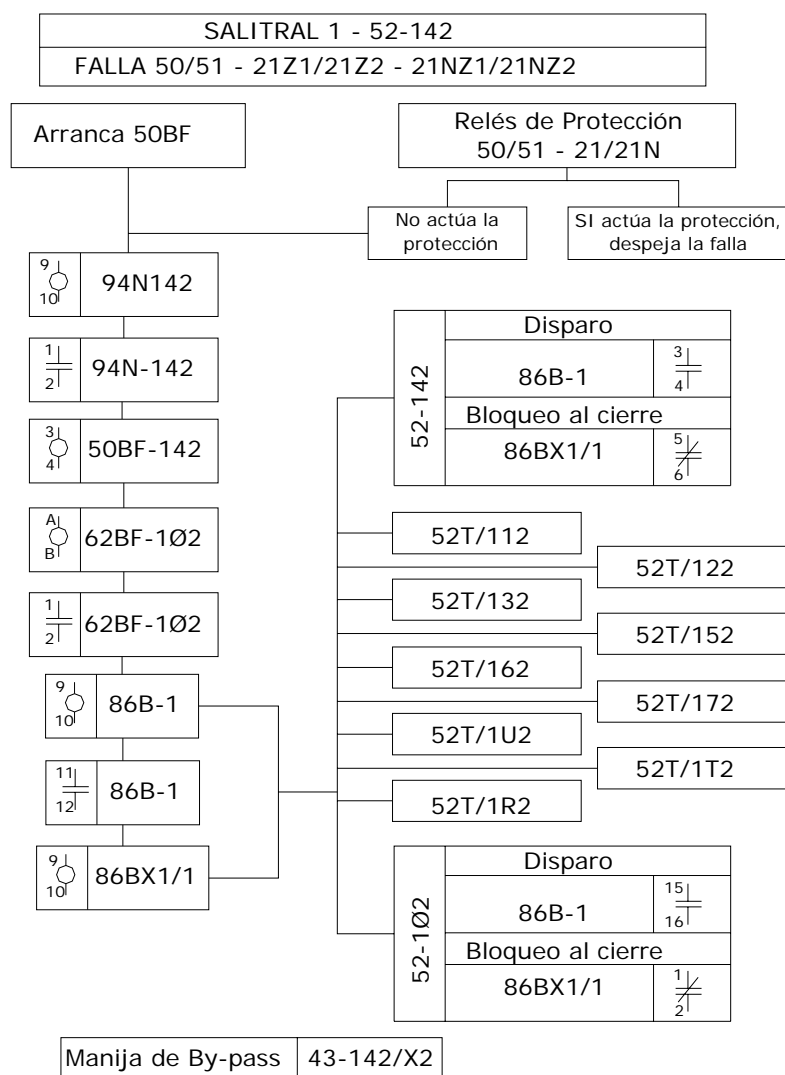 SALITRAL 1 - 52-142
FALLA 50/51 - 21Z1/21Z2 - 21NZ1/21NZ2
Arranca 50BF
Relés de Protección
50/51 - 21/21N
No actúa la
protección
SI actúa la protección,
despeja la falla
9
10
94N142
1
2
94N-142
3
4
50BF-142
A
B
62BF-1Ø2
1
2
62BF-1Ø2
9
10
86B-1
11
12
86B-1
9
10
86BX1/1
52-142
Disparo
86B-1
3
4
Bloqueo al cierre
86BX1/1
5
6
52T/112
52T/122
52T/132
52T/152
52T/162
52T/172
52T/1U2
52T/1T2
52T/1R2
52-1Ø2
Disparo
86B-1
15
16
Bloqueo al cierre
86BX1/1
1
2
Manija de By-pass
43-142/X2